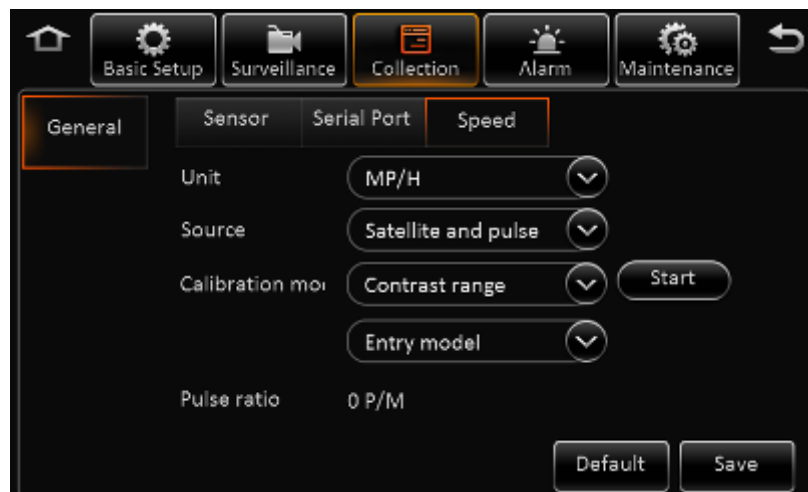 Basic Setup Surveillance Collection Alarm Maintenance
General Sensor Serial Port Speed
Unit MP/H
Source Satellite and pulse
Calibration mo Contrast range Start
Entry model
Pulse ratio 0 P/M
Default Save